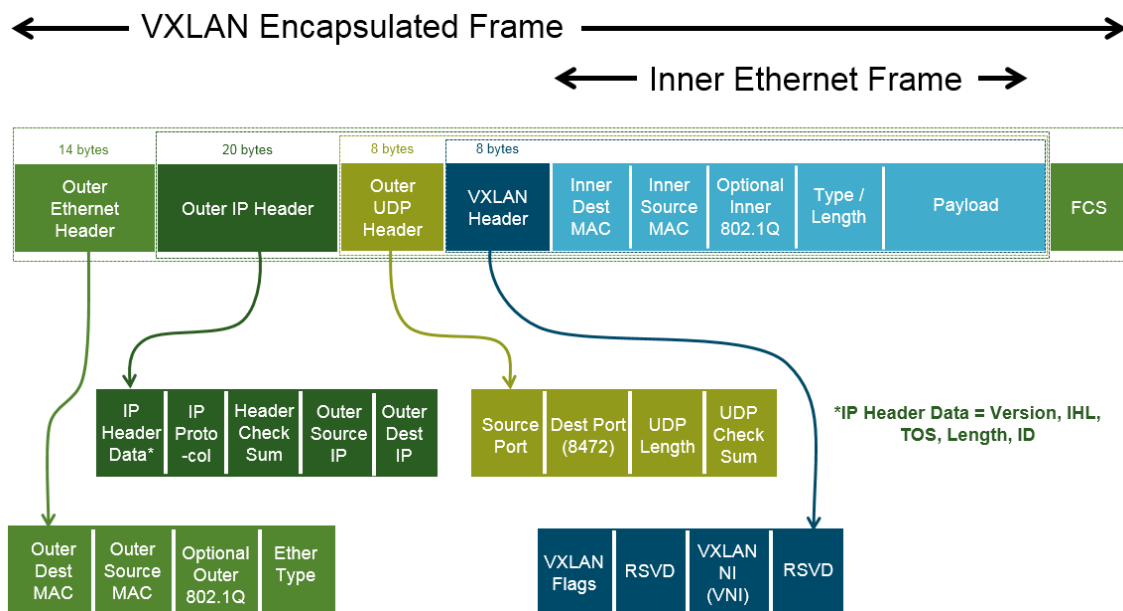 VXLAN Encapsulated Frame
Inner Ethernet Frame
14 bytes
20 bytes
8 bytes
8 bytes
Outer
Ethernet
Header
Outer IP Header
Outer
UDP
Header
VXLAN
Header
Inner
Dest
MAC
Inner
Source
MAC
Optional
Inner
802.1Q
Type /
Length
Payload
FCS
IP
Header
Data*
IP
Proto
-col
Header
Check
Sum
Outer
Source
IP
Outer
Dest
IP
Source
Port
Dest Port
(8472)
UDP
Length
UDP
Check
Sum
*IP Header Data = Version, IHL,
TOS, Length, ID
Outer
Dest
MAC
Outer
Source
MAC
Optional
Outer
802.1Q
Ether
Type
VXLAN
Flags
RSVD
VXLAN
NI
(VNI)
RSVD